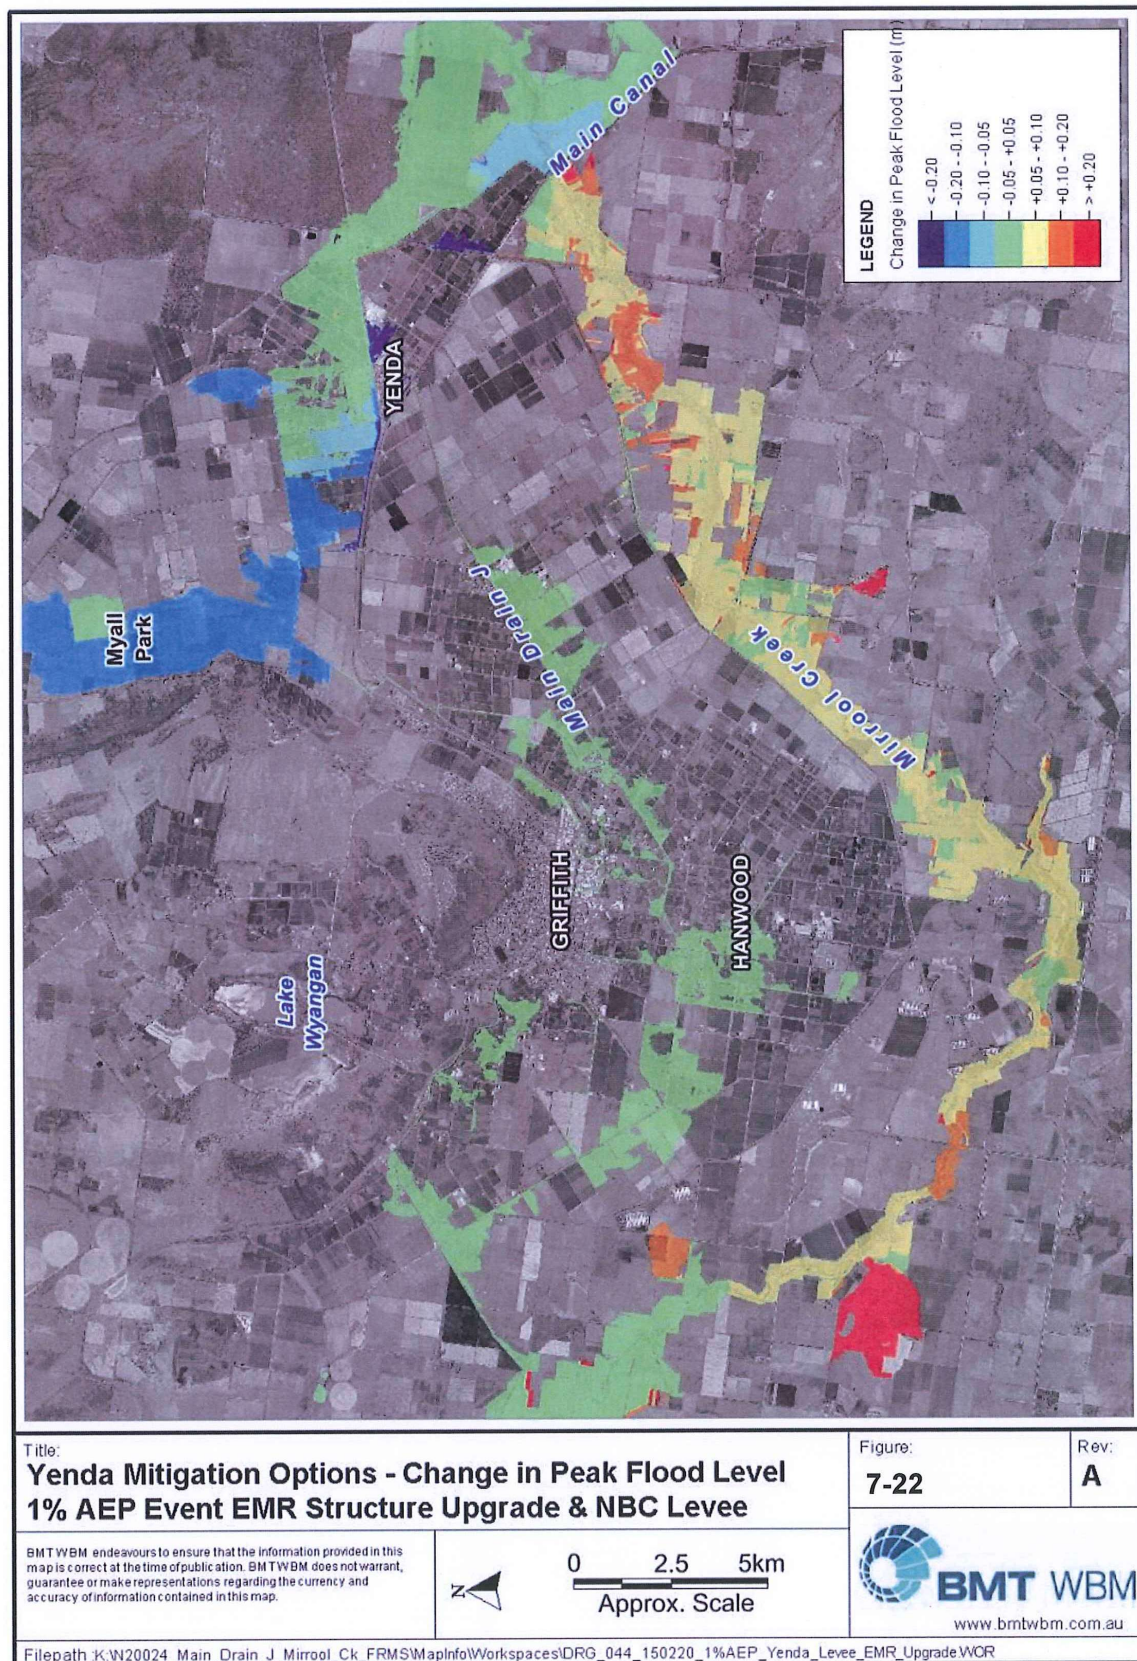 Main Canal
LEGEND
Change in Peak Flood Level (m)
< -0.20
-0.20 - -0.10
-0.10 - -0.05
-0.05 - +0.05
+0.05 - +0.10
+0.10 - +0.20
> +0.20
YENDA
Myall
Park
Main Drain J
Mirrool Creek
GRIFFITH
HANWOOD
Lake
Wyangan
Title:
Yenda Mitigation Options - Change in Peak Flood Level
1% AEP Event EMR Structure Upgrade & NBC Levee
Figure:
7-22
Rev:
A
BMT WBM endeavours to ensure that the information provided in this
map is correct at the time of publication. BMT WBM does not warrant,
guarantee or make representations regarding the currency and
accuracy of information contained in this map.
N
0 2.5 5km
Approx. Scale
BMT WBM
www.bmtwbm.com.au
Filepath :K:\N20024_Main_Drain_J_Mirrool_Ck_FRMS\MapInfo\Workspaces\DRG_044_150220_1%AEP_Yenda_Levee_EMR_Upgrade.WOR